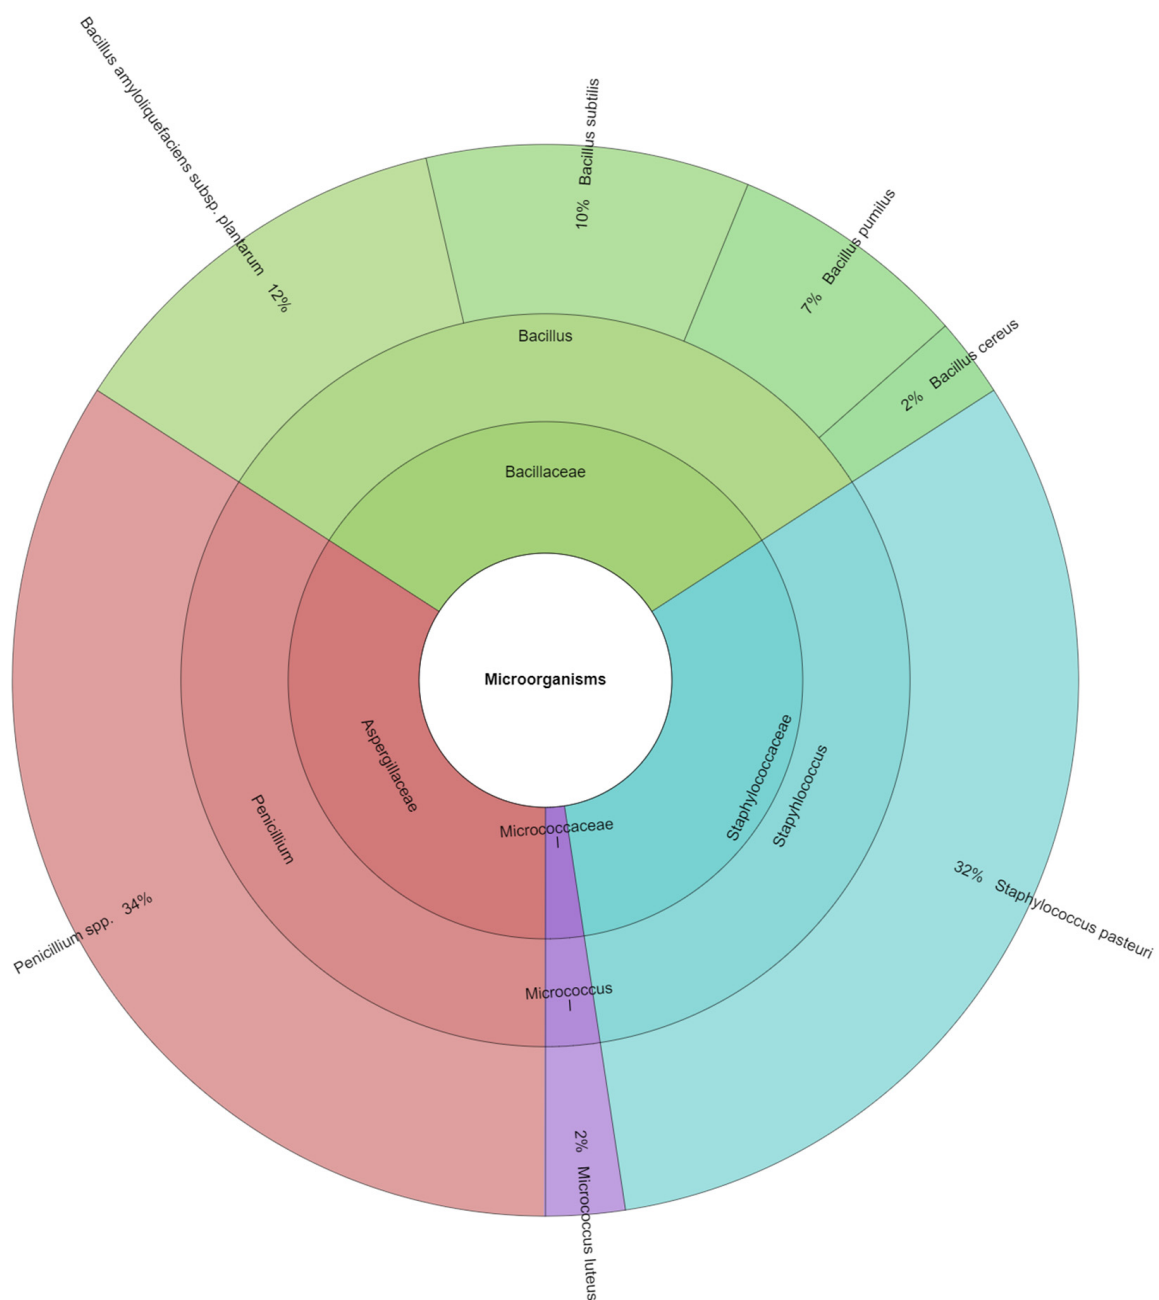 Bacillus amyloliquefaciens subsp. plantarum 12%
10% Bacillus subtilis
7% Bacillus pumilus
2% Bacillus cereus
Bacillus
Bacillaceae
Microorganisms
Aspergillaceae
Penicillium
Penicillium spp. 34%
Micrococcaceae
Micrococcus
2% Micrococcus luteus
Staphylococcaceae
Stapyhlococcus
32% Staphylococcus pasteuri